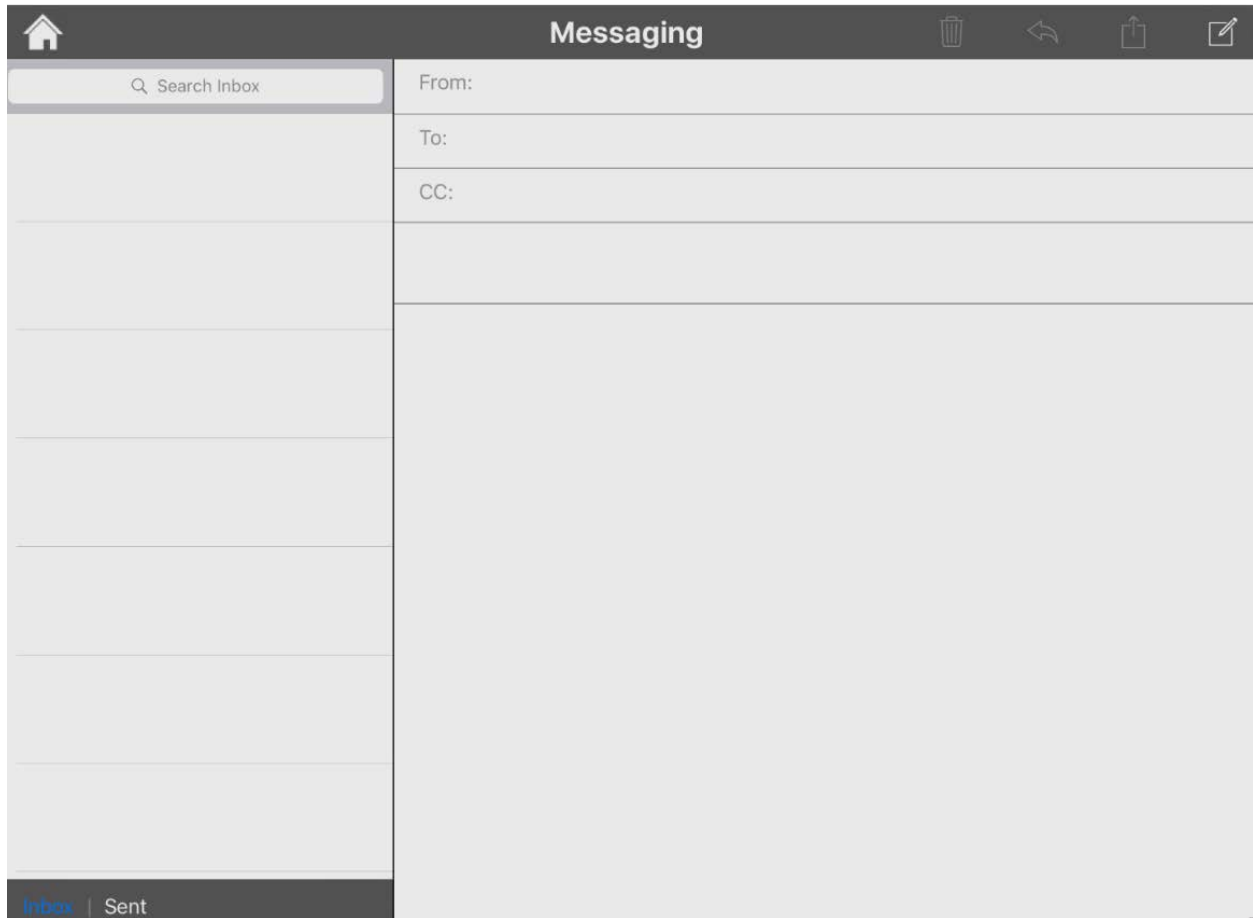 Messaging
Search Inbox
From:
To:
CC:
Inbox | Sent